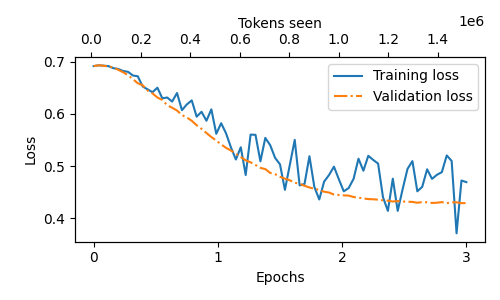 Tokens seen
1e6
0.0 0.2 0.4 0.6 0.8 1.0 1.2 1.4
Training loss
Validation loss
0.7
0.6
0.5
0.4
Loss
0 1 2 3
Epochs